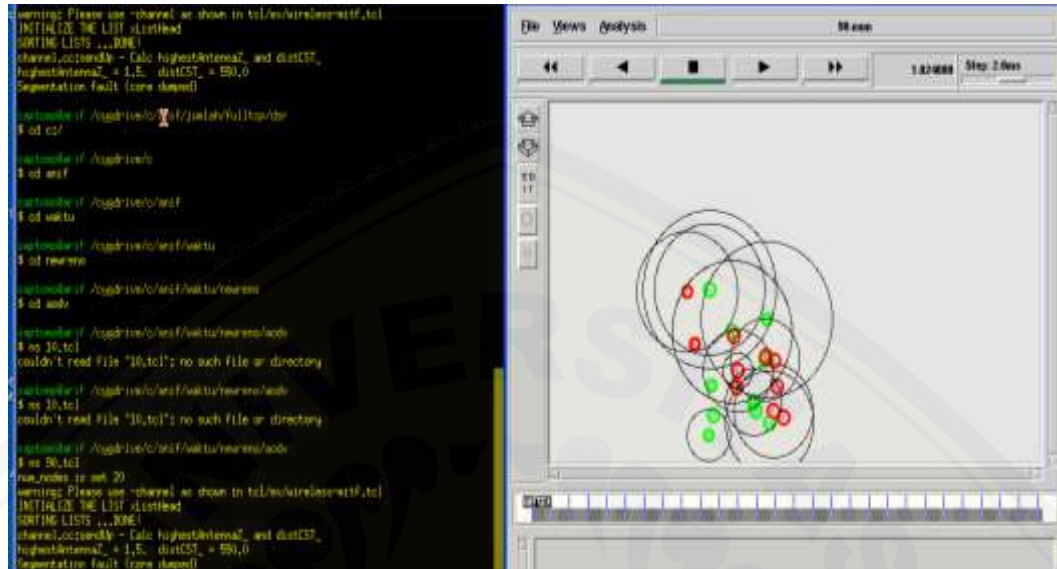 warning: Please use -channel as shown in tcl/ex/wireless-mitf.tcl
INITIALIZE THE LIST xListHead
SORTING LISTS ...DONE!
channel.cc:sendUp - Calc highestAntennaZ_ and distCST_
highestAntennaZ_ = 1.5, distCST_ = 550.0
Segmentation fault (core dumped)
/cygdrive/c/
$ cd c:/
/cygdrive/c
$ cd anif
/cygdrive/c/anif
$ cd waktu
/cygdrive/c/anif/waktu
$ cd newreno
/cygdrive/c/anif/waktu/newreno
$ cd aodv
/cygdrive/c/anif/waktu/newreno/aodv
$ ns 10.tcl
couldn't read file "10.tcl": no such file or directory
/cygdrive/c/anif/waktu/newreno/aodv
$ ns 10.tcl
couldn't read file "10.tcl": no such file or directory
/cygdrive/c/anif/waktu/newreno/aodv
$ ns 90.tcl
num_nodes is set 20
warning: Please use -channel as shown in tcl/ex/wireless-mitf.tcl
INITIALIZE THE LIST xListHead
SORTING LISTS ...DONE!
channel.cc:sendUp - Calc highestAntennaZ_ and distCST_
highestAntennaZ_ = 1.5, distCST_ = 550.0
Segmentation fault (core dumped)
File Views Analysis
Step: 2.0ms
EDIT